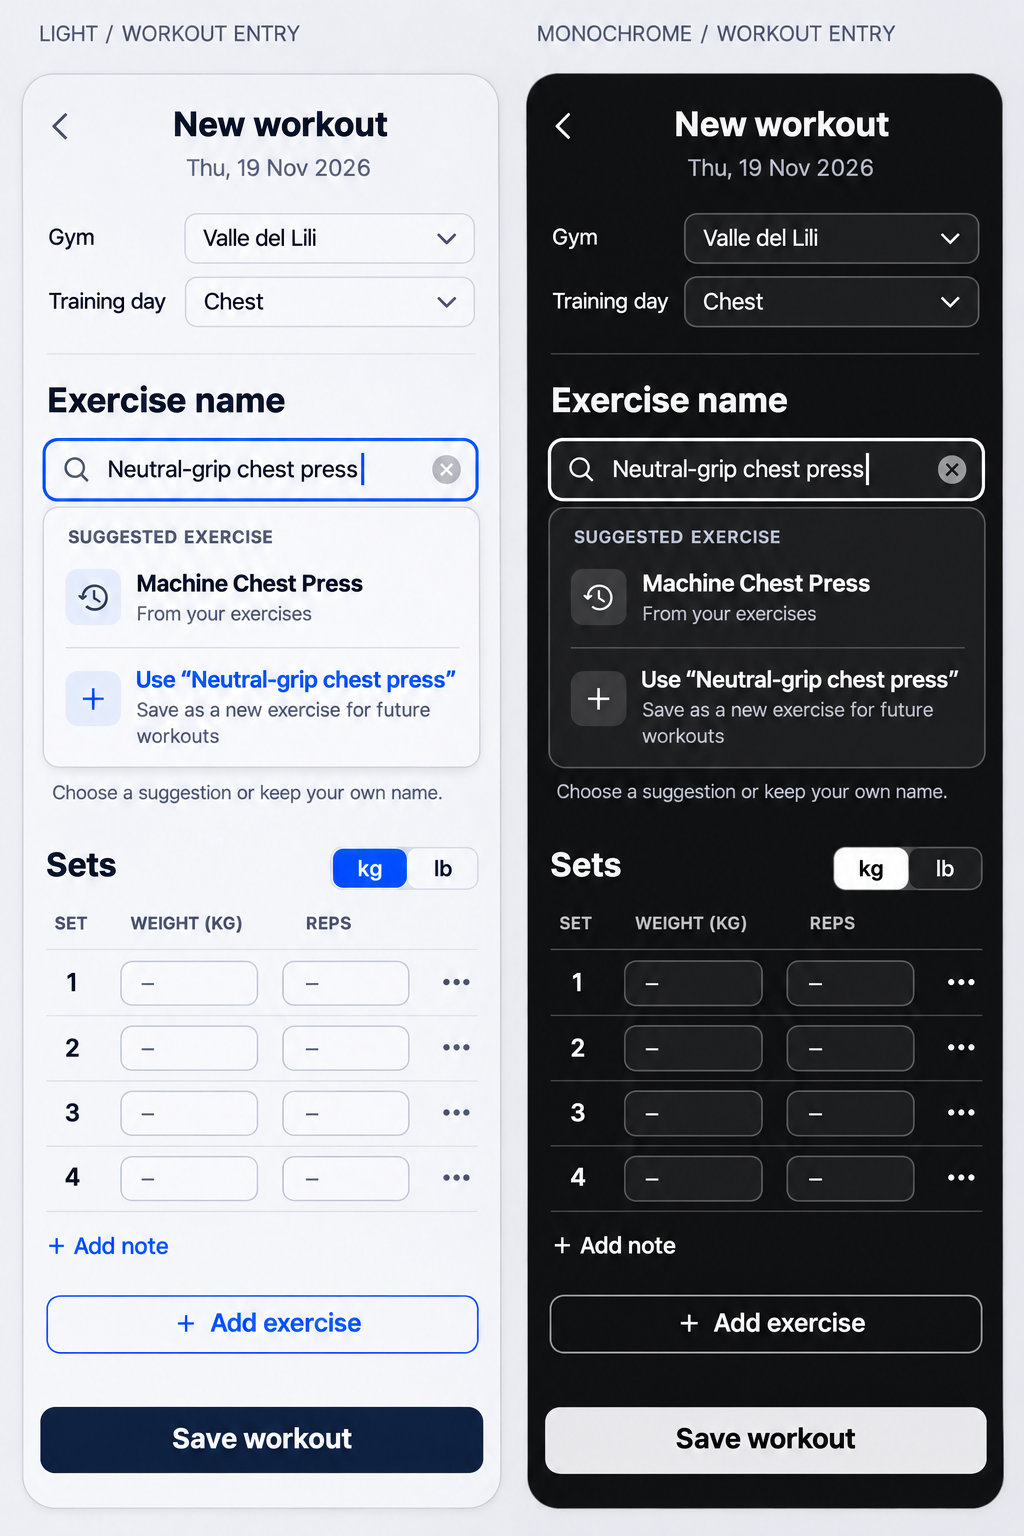 LIGHT / WORKOUT ENTRY
New workout
Thu, 19 Nov 2026
Gym
Valle del Lili
Training day
Chest
Exercise name
Neutral-grip chest press
SUGGESTED EXERCISE
Machine Chest Press
From your exercises
Use “Neutral-grip chest press”
Save as a new exercise for future
workouts
Choose a suggestion or keep your own name.
Sets
kg
lb
SET WEIGHT (KG) REPS
1 – –
2 – –
3 – –
4 – –
+ Add note
+ Add exercise
Save workout
MONOCHROME / WORKOUT ENTRY
New workout
Thu, 19 Nov 2026
Gym
Valle del Lili
Training day
Chest
Exercise name
Neutral-grip chest press
SUGGESTED EXERCISE
Machine Chest Press
From your exercises
Use “Neutral-grip chest press”
Save as a new exercise for future
workouts
Choose a suggestion or keep your own name.
Sets
kg
lb
SET WEIGHT (KG) REPS
1 – –
2 – –
3 – –
4 – –
+ Add note
+ Add exercise
Save workout